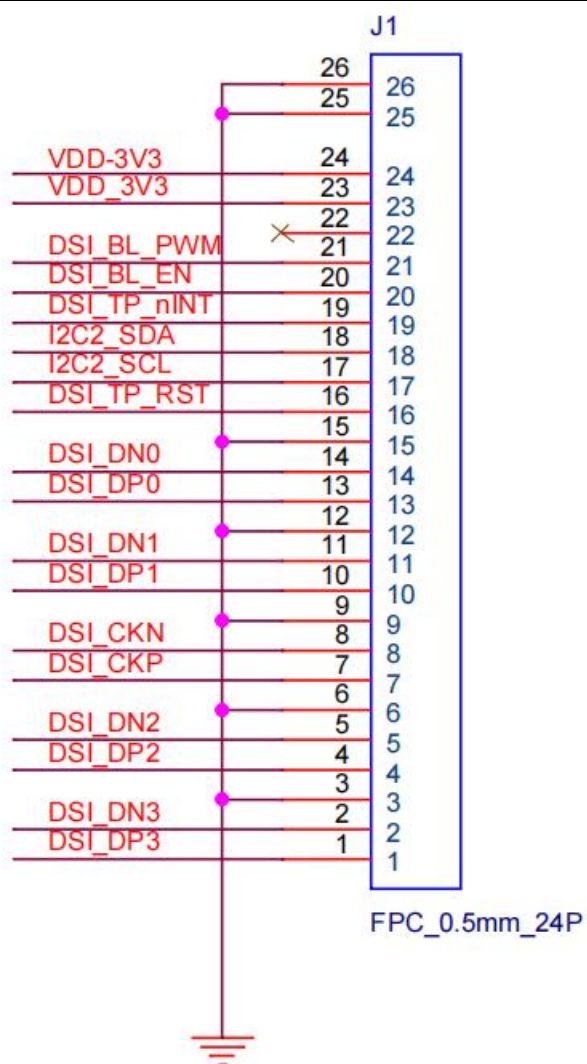 J1
26 26
25 25
VDD-3V3 24 24
VDD_3V3 23 23
22 22
DSI_BL_PWM 21 21
DSI_BL_EN 20 20
DSI_TP_nINT 19 19
I2C2_SDA 18 18
I2C2_SCL 17 17
DSI_TP_RST 16 16
15 15
DSI_DN0 14 14
DSI_DP0 13 13
12 12
DSI_DN1 11 11
DSI_DP1 10 10
9 9
DSI_CKN 8 8
DSI_CKP 7 7
6 6
DSI_DN2 5 5
DSI_DP2 4 4
3 3
DSI_DN3 2 2
DSI_DP3 1 1
FPC_0.5mm_24P